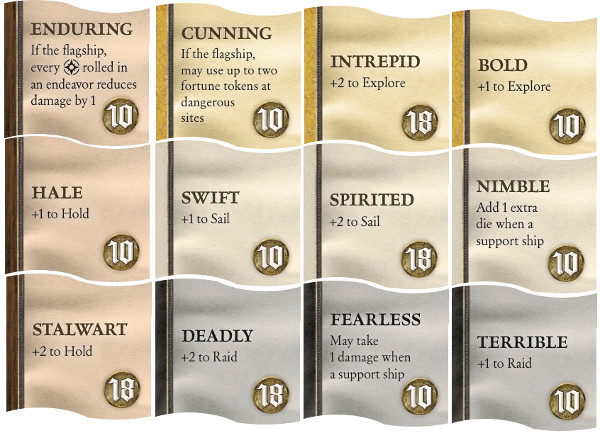 ENDURING
If the flagship,
every rolled in
an endeavor reduces
damage by 1
10
CUNNING
If the flagship,
may use up to two
fortune tokens at
dangerous
sites
10
INTREPID
+2 to Explore
18
BOLD
+1 to Explore
10
HALE
+1 to Hold
10
SWIFT
+1 to Sail
10
SPIRITED
+2 to Sail
18
NIMBLE
Add 1 extra
die when a
support ship
10
STALWART
+2 to Hold
18
DEADLY
+2 to Raid
18
FEARLESS
May take
1 damage when
a support ship
10
TERRIBLE
+1 to Raid
10